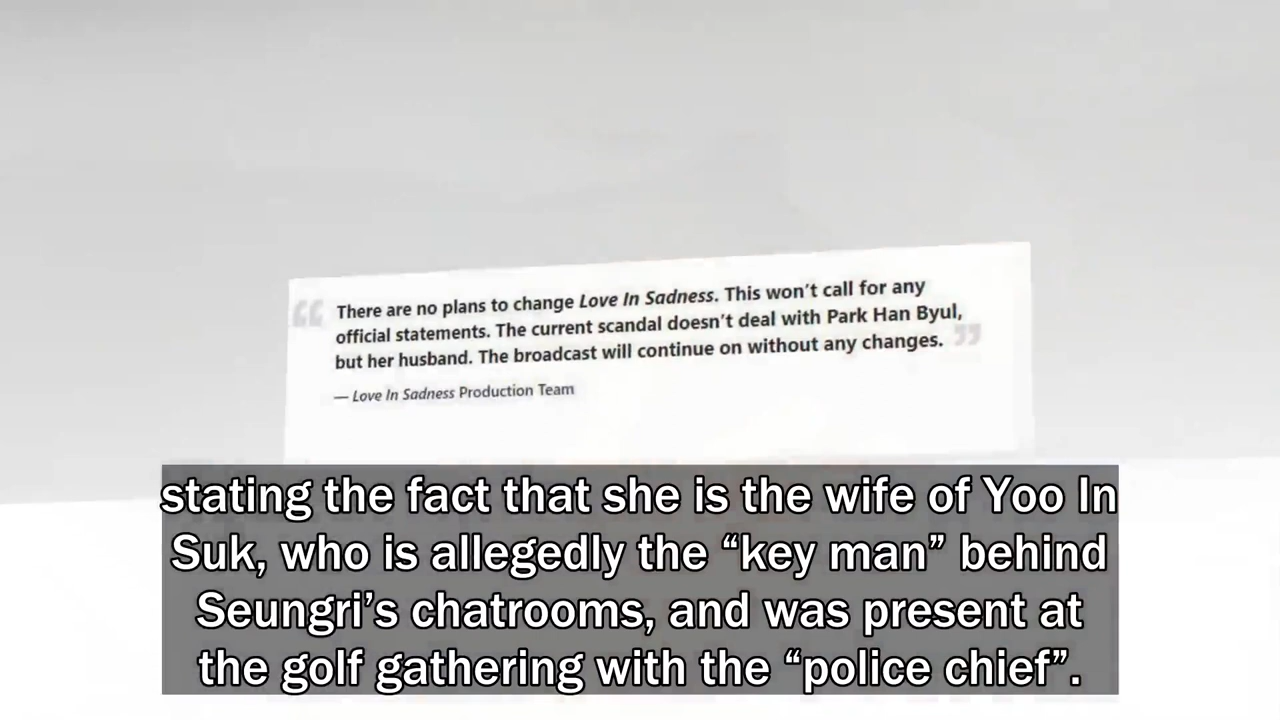 “ There are no plans to change Love In Sadness. This won’t call for any
official statements. The current scandal doesn’t deal with Park Han Byul,
but her husband. The broadcast will continue on without any changes. ”
— Love In Sadness Production Team
stating the fact that she is the wife of Yoo In
Suk, who is allegedly the “key man” behind
Seungri’s chatrooms, and was present at
the golf gathering with the “police chief”.